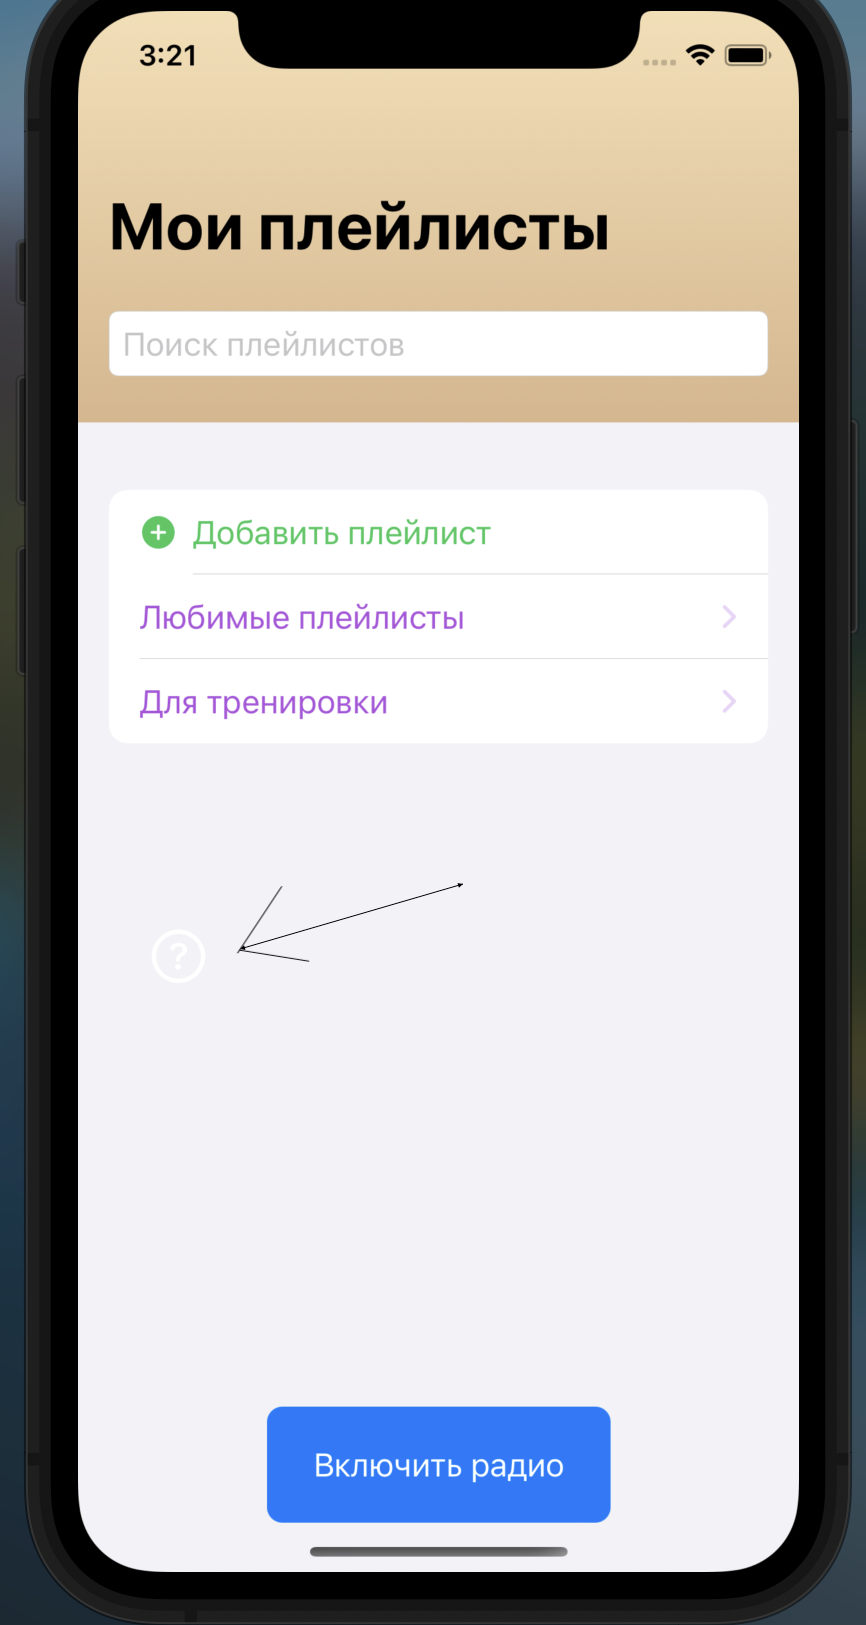 3:21
Мои плейлисты
Поиск плейлистов
Добавить плейлист
Любимые плейлисты
Для тренировки
?
Включить радио